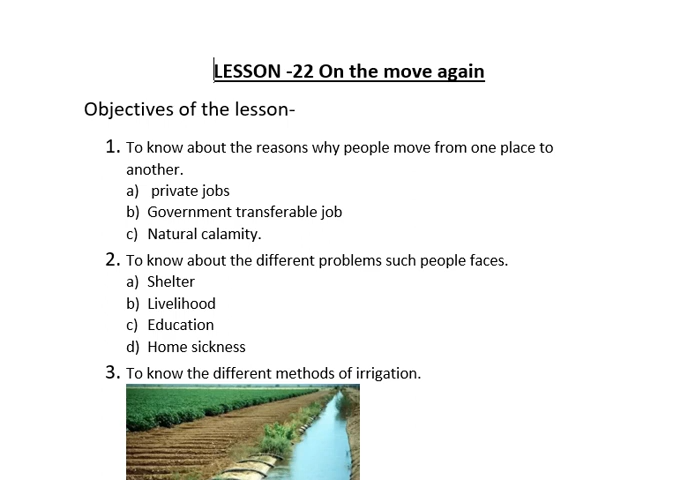 LESSON -22 On the move again
Objectives of the lesson-
1. To know about the reasons why people move from one place to
another.
a) private jobs
b) Government transferable job
c) Natural calamity.
2. To know about the different problems such people faces.
a) Shelter
b) Livelihood
c) Education
d) Home sickness
3. To know the different methods of irrigation.